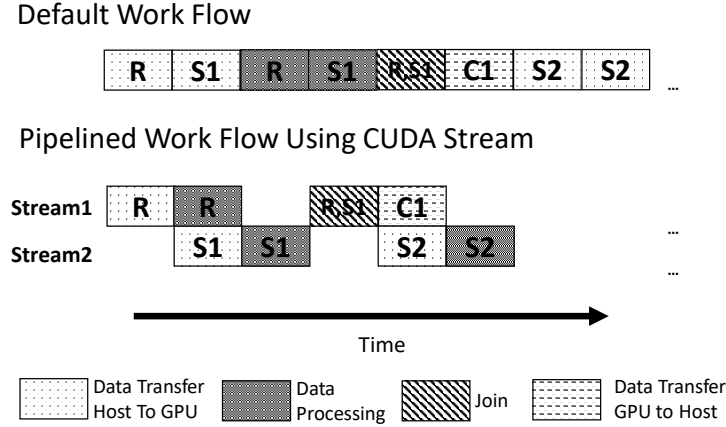 Default Work Flow
R S1 R S1 R,S1 C1 S2 S2 ...
Pipelined Work Flow Using CUDA Stream
Stream1 R R R,S1 C1 ...
Stream2 S1 S1 S2 S2 ...
Time
Data Transfer Host To GPU
Data Processing
Join
Data Transfer GPU to Host